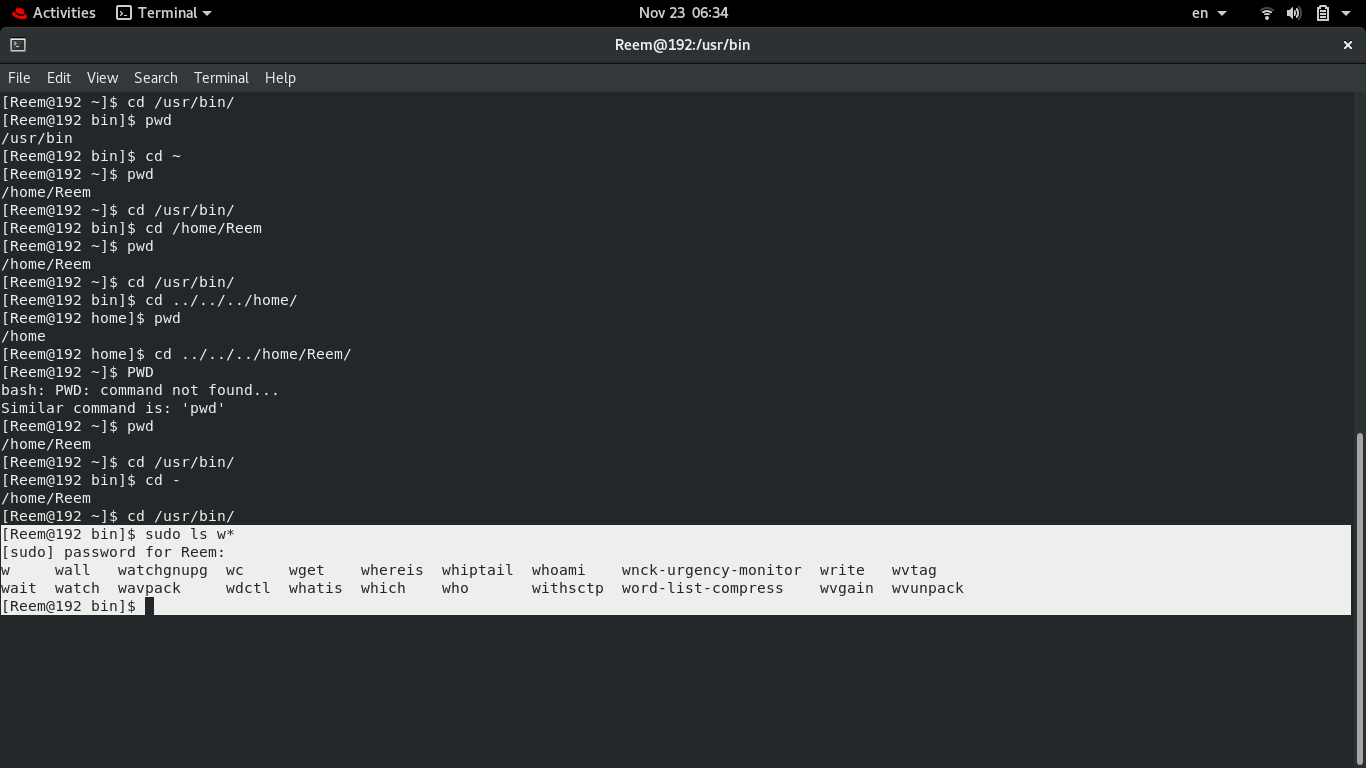 Activities Terminal Nov 23 06:34 en
Reem@192:/usr/bin
File Edit View Search Terminal Help
[Reem@192 ~]$ cd /usr/bin/
[Reem@192 bin]$ pwd
/usr/bin
[Reem@192 bin]$ cd ~
[Reem@192 ~]$ pwd
/home/Reem
[Reem@192 ~]$ cd /usr/bin/
[Reem@192 bin]$ cd /home/Reem
[Reem@192 ~]$ pwd
/home/Reem
[Reem@192 ~]$ cd /usr/bin/
[Reem@192 bin]$ cd ../../../home/
[Reem@192 home]$ pwd
/home
[Reem@192 home]$ cd ../../../home/Reem/
[Reem@192 ~]$ PWD
bash: PWD: command not found...
Similar command is: 'pwd'
[Reem@192 ~]$ pwd
/home/Reem
[Reem@192 ~]$ cd /usr/bin/
[Reem@192 bin]$ cd -
/home/Reem
[Reem@192 ~]$ cd /usr/bin/
[Reem@192 bin]$ sudo ls w*
[sudo] password for Reem:
w     wall   watchgnupg  wc     wget    whereis  whiptail  whoami    wnck-urgency-monitor  write   wvtag
wait  watch  wavpack     wdctl  whatis  which    who       withsctp  word-list-compress    wvgain  wvunpack
[Reem@192 bin]$